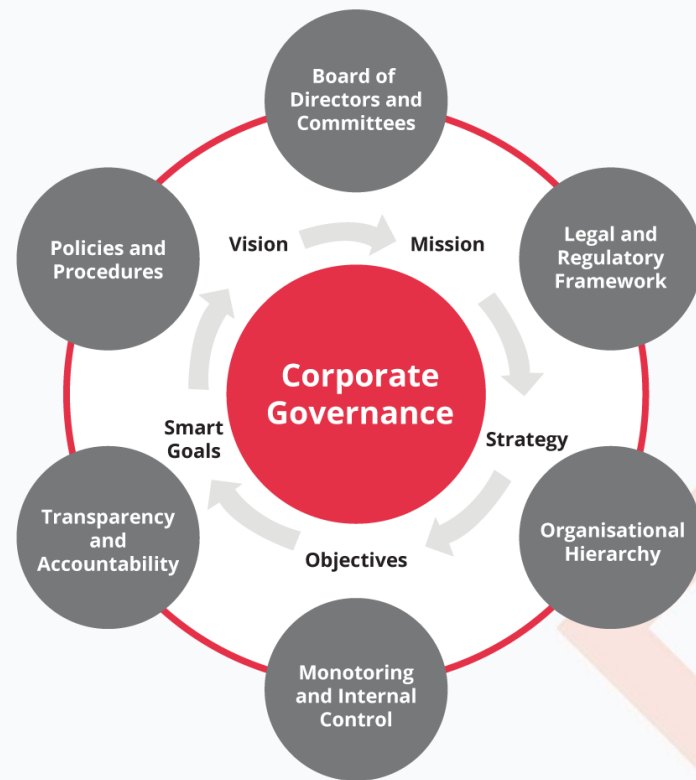 Board of
Directors and
Committees
Policies and
Procedures
Vision
Mission
Legal and
Regulatory
Framework
Corporate
Governance
Smart
Goals
Strategy
Transparency
and
Accountability
Objectives
Organisational
Hierarchy
Monotoring
and Internal
Control